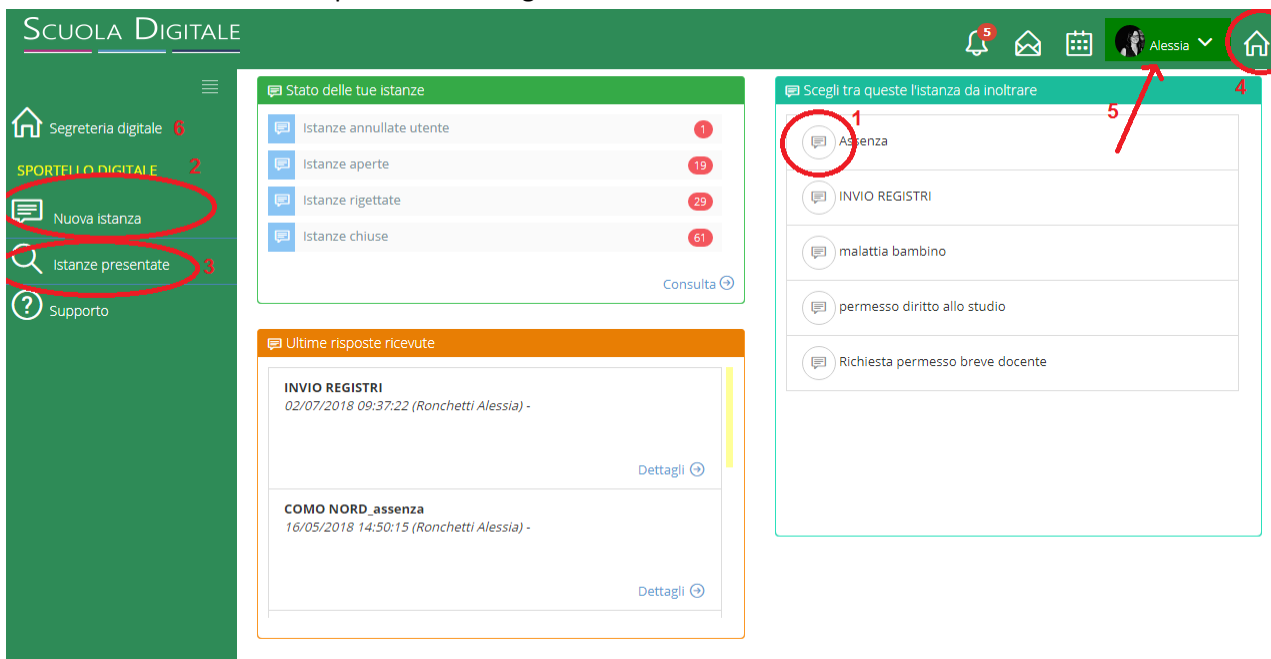 SCUOLA DIGITALE
5
Alessia
4
5
Segreteria digitale 6
SPORTELLO DIGITALE 2
Nuova istanza
Istanze presentate 3
Supporto
Stato delle tue istanze
Istanze annullate utente 1
Istanze aperte 19
Istanze rigettate 29
Istanze chiuse 61
Consulta
Ultime risposte ricevute
INVIO REGISTRI
02/07/2018 09:37:22 (Ronchetti Alessia) -
Dettagli
COMO NORD_assenza
16/05/2018 14:50:15 (Ronchetti Alessia) -
Dettagli
Scegli tra queste l'istanza da inoltrare
1
Assenza
INVIO REGISTRI
malattia bambino
permesso diritto allo studio
Richiesta permesso breve docente